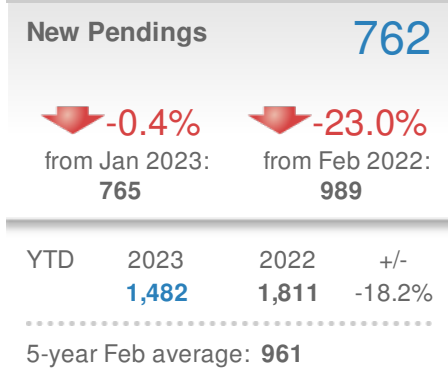 New Pendings 762
-0.4% -23.0%
from Jan 2023: from Feb 2022:
765 989
YTD 2023 2022 +/-
1,482 1,811 -18.2%
5-year Feb average: 961